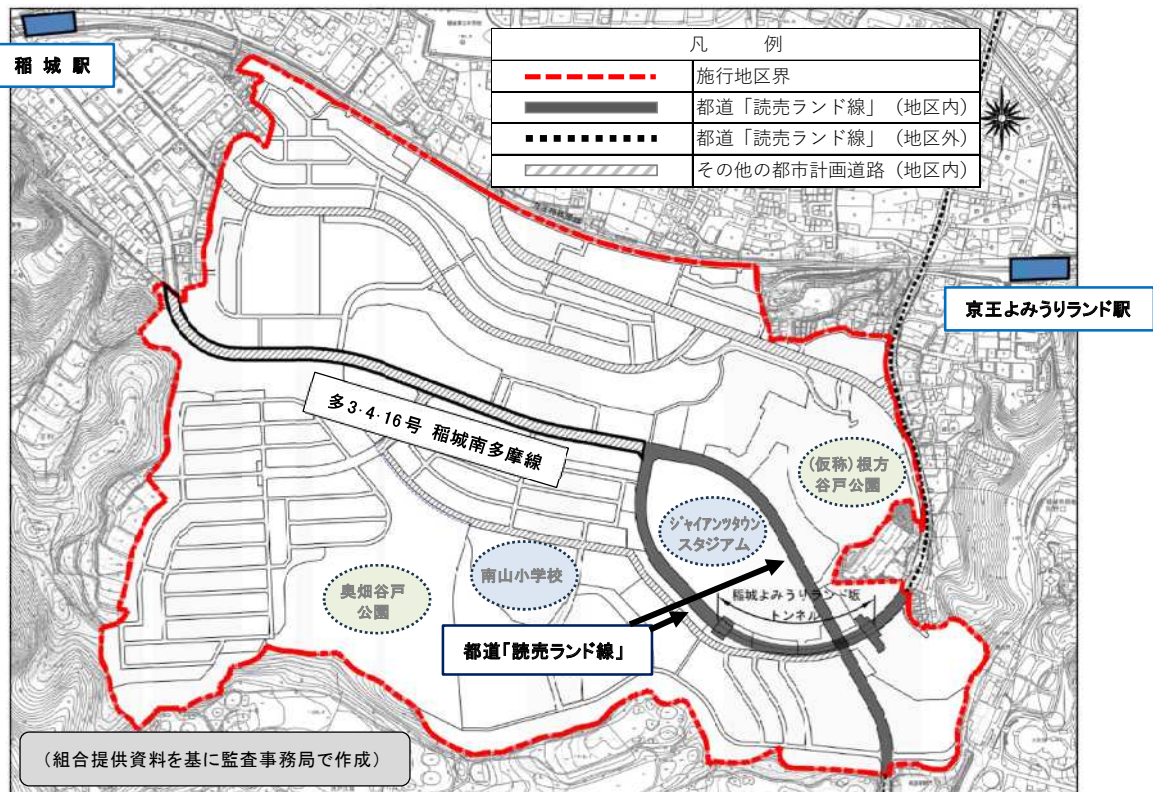 稲城駅
凡　例
施行地区界
都道「読売ランド線」（地区内）
都道「読売ランド線」（地区外）
その他の都市計画道路（地区内）
京王よみうりランド駅
多3・4・16号 稲城南多摩線
(仮称)根方
谷戸公園
ジャイアンツタウン
スタジアム
南山小学校
奥畑谷戸
公園
稲城よみうりランド坂
トンネル
都道「読売ランド線」
（組合提供資料を基に監査事務局で作成）